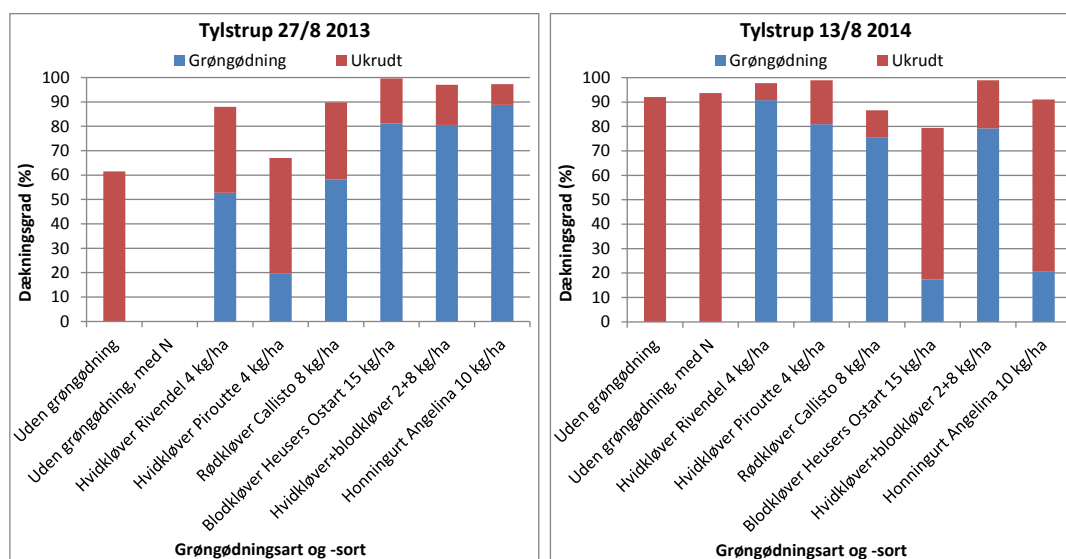 Tylstrup 27/8 2013
Grøngødning Ukrudt
Dækningsgrad (%)
100
90
80
70
60
50
40
30
20
10
0
Uden grøngødning
Uden grøngødning, med N
Hvidkløver Rivendel 4 kg/ha
Hvidkløver Piroutte 4 kg/ha
Rødkløver Callisto 8 kg/ha
Blodkløver Heusers Ostart 15 kg/ha
Hvidkløver+blodkløver 2+8 kg/ha
Honningurt Angelina 10 kg/ha
Grøngødningsart og -sort
Tylstrup 13/8 2014
Grøngødning Ukrudt
Dækningsgrad (%)
100
90
80
70
60
50
40
30
20
10
0
Uden grøngødning
Uden grøngødning, med N
Hvidkløver Rivendel 4 kg/ha
Hvidkløver Piroutte 4 kg/ha
Rødkløver Callisto 8 kg/ha
Blodkløver Heusers Ostart 15 kg/ha
Hvidkløver+blodkløver 2+8 kg/ha
Honningurt Angelina 10 kg/ha
Grøngødningsart og -sort